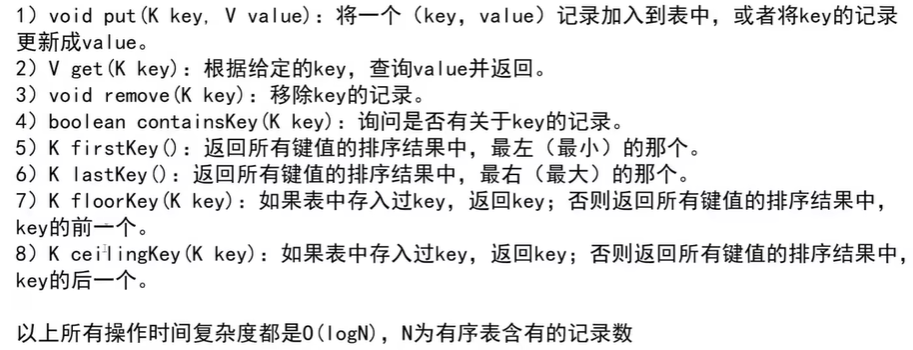 1）void put(K key, V value)：将一个（key，value）记录加入到表中，或者将key的记录
更新成value。
2）V get(K key)：根据给定的key，查询value并返回。
3）void remove(K key)：移除key的记录。
4）boolean containsKey(K key)：询问是否有关于key的记录。
5）K firstKey()：返回所有键值的排序结果中，最左（最小）的那个。
6）K lastKey()：返回所有键值的排序结果中，最右（最大）的那个。
7）K floorKey(K key)：如果表中存入过key，返回key；否则返回所有键值的排序结果中，
key的前一个。
8）K ceilingKey(K key)：如果表中存入过key，返回key；否则返回所有键值的排序结果中，
key的后一个。
以上所有操作时间复杂度都是O(logN)，N为有序表含有的记录数